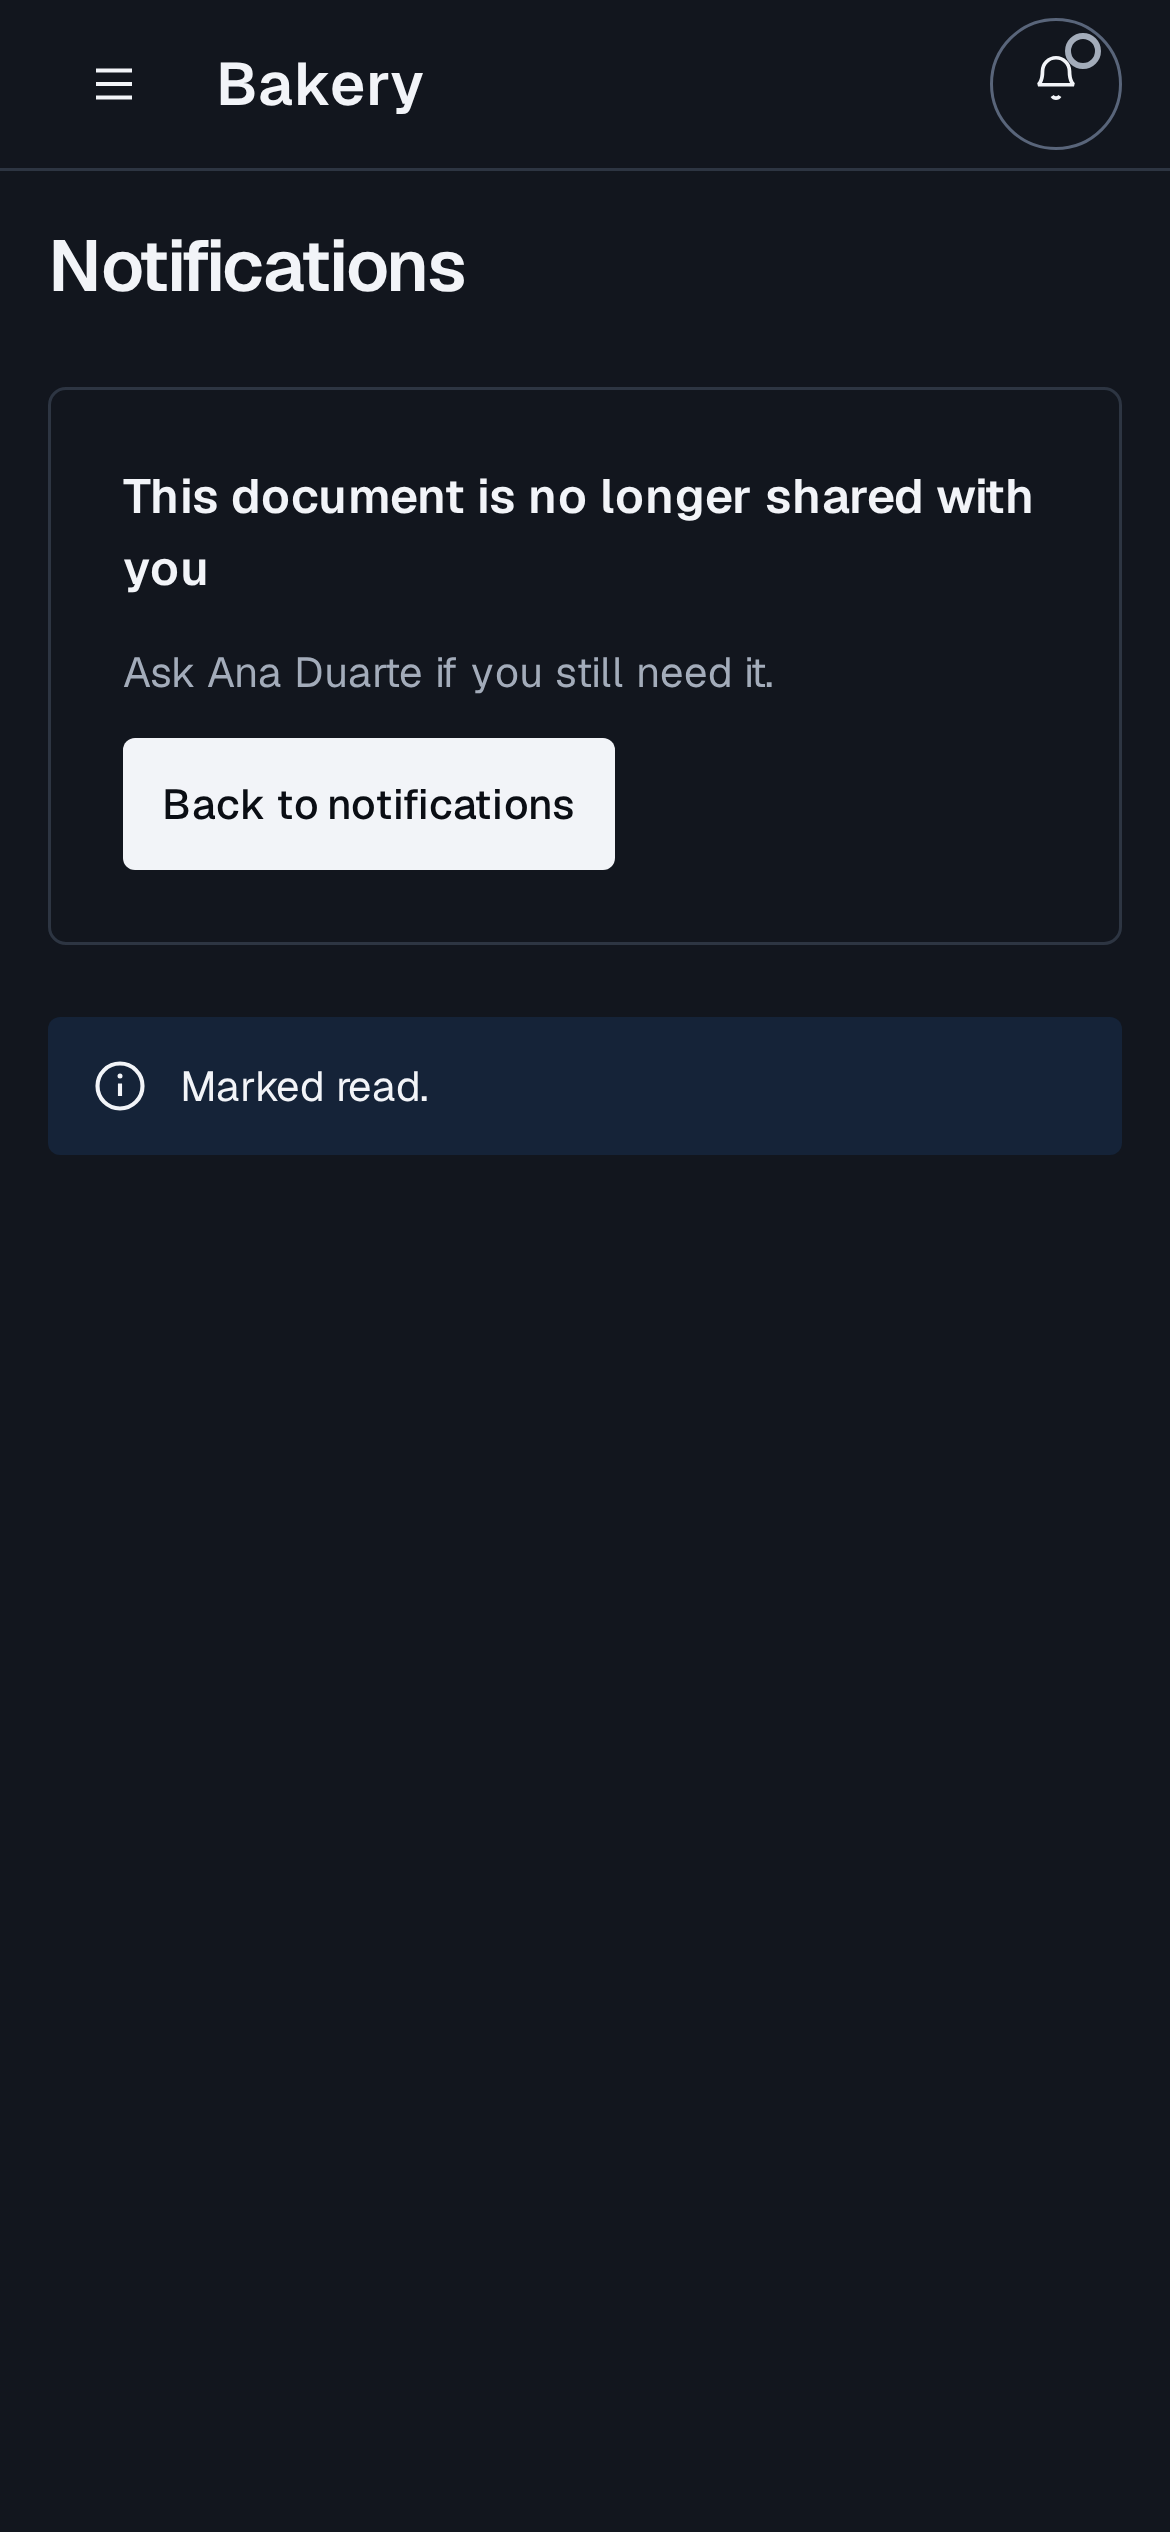 Bakery
Notifications
This document is no longer shared with
you
Ask Ana Duarte if you still need it.
Back to notifications
Marked read.